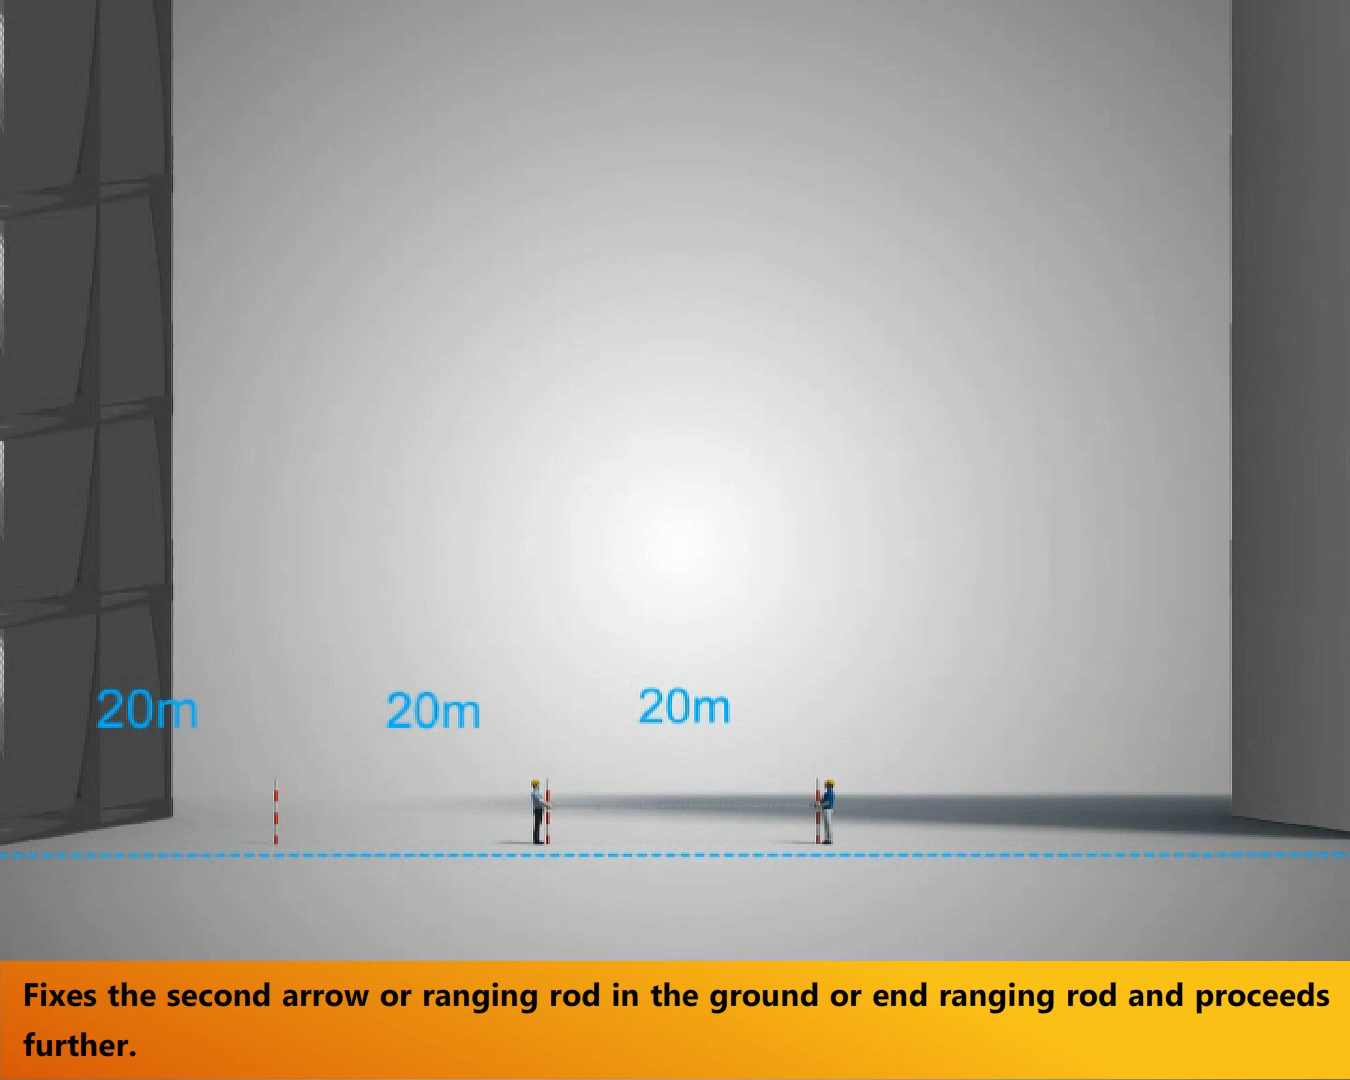 20m 20m 20m
Fixes the second arrow or ranging rod in the ground or end ranging rod and proceeds
further.